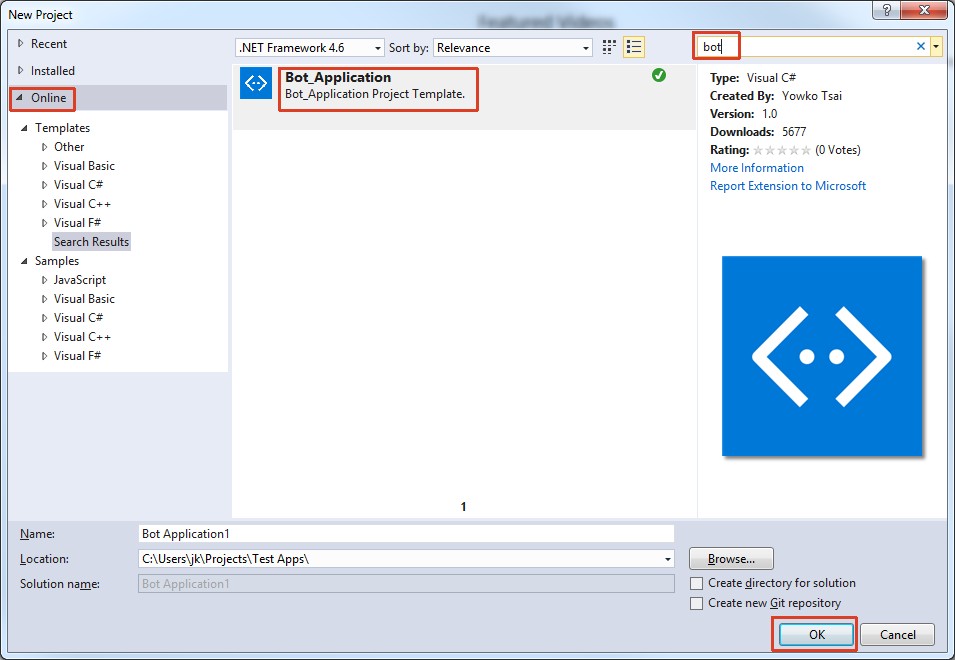 New Project
?
Featured Videos
Recent
Installed
Online
Templates
Other
Visual Basic
Visual C#
Visual C++
Visual F#
Search Results
Samples
JavaScript
Visual Basic
Visual C#
Visual C++
Visual F#
.NET Framework 4.6 Sort by: Relevance
Bot_Application
Bot_Application Project Template.
1
bot
Type: Visual C#
Created By: Yowko Tsai
Version: 1.0
Downloads: 5677
Rating: (0 Votes)
More Information
Report Extension to Microsoft
Name: Bot Application1
Location: C:\Users\jk\Projects\Test Apps\ Browse...
Solution name: Bot Application1
Create directory for solution
Create new Git repository
OK Cancel